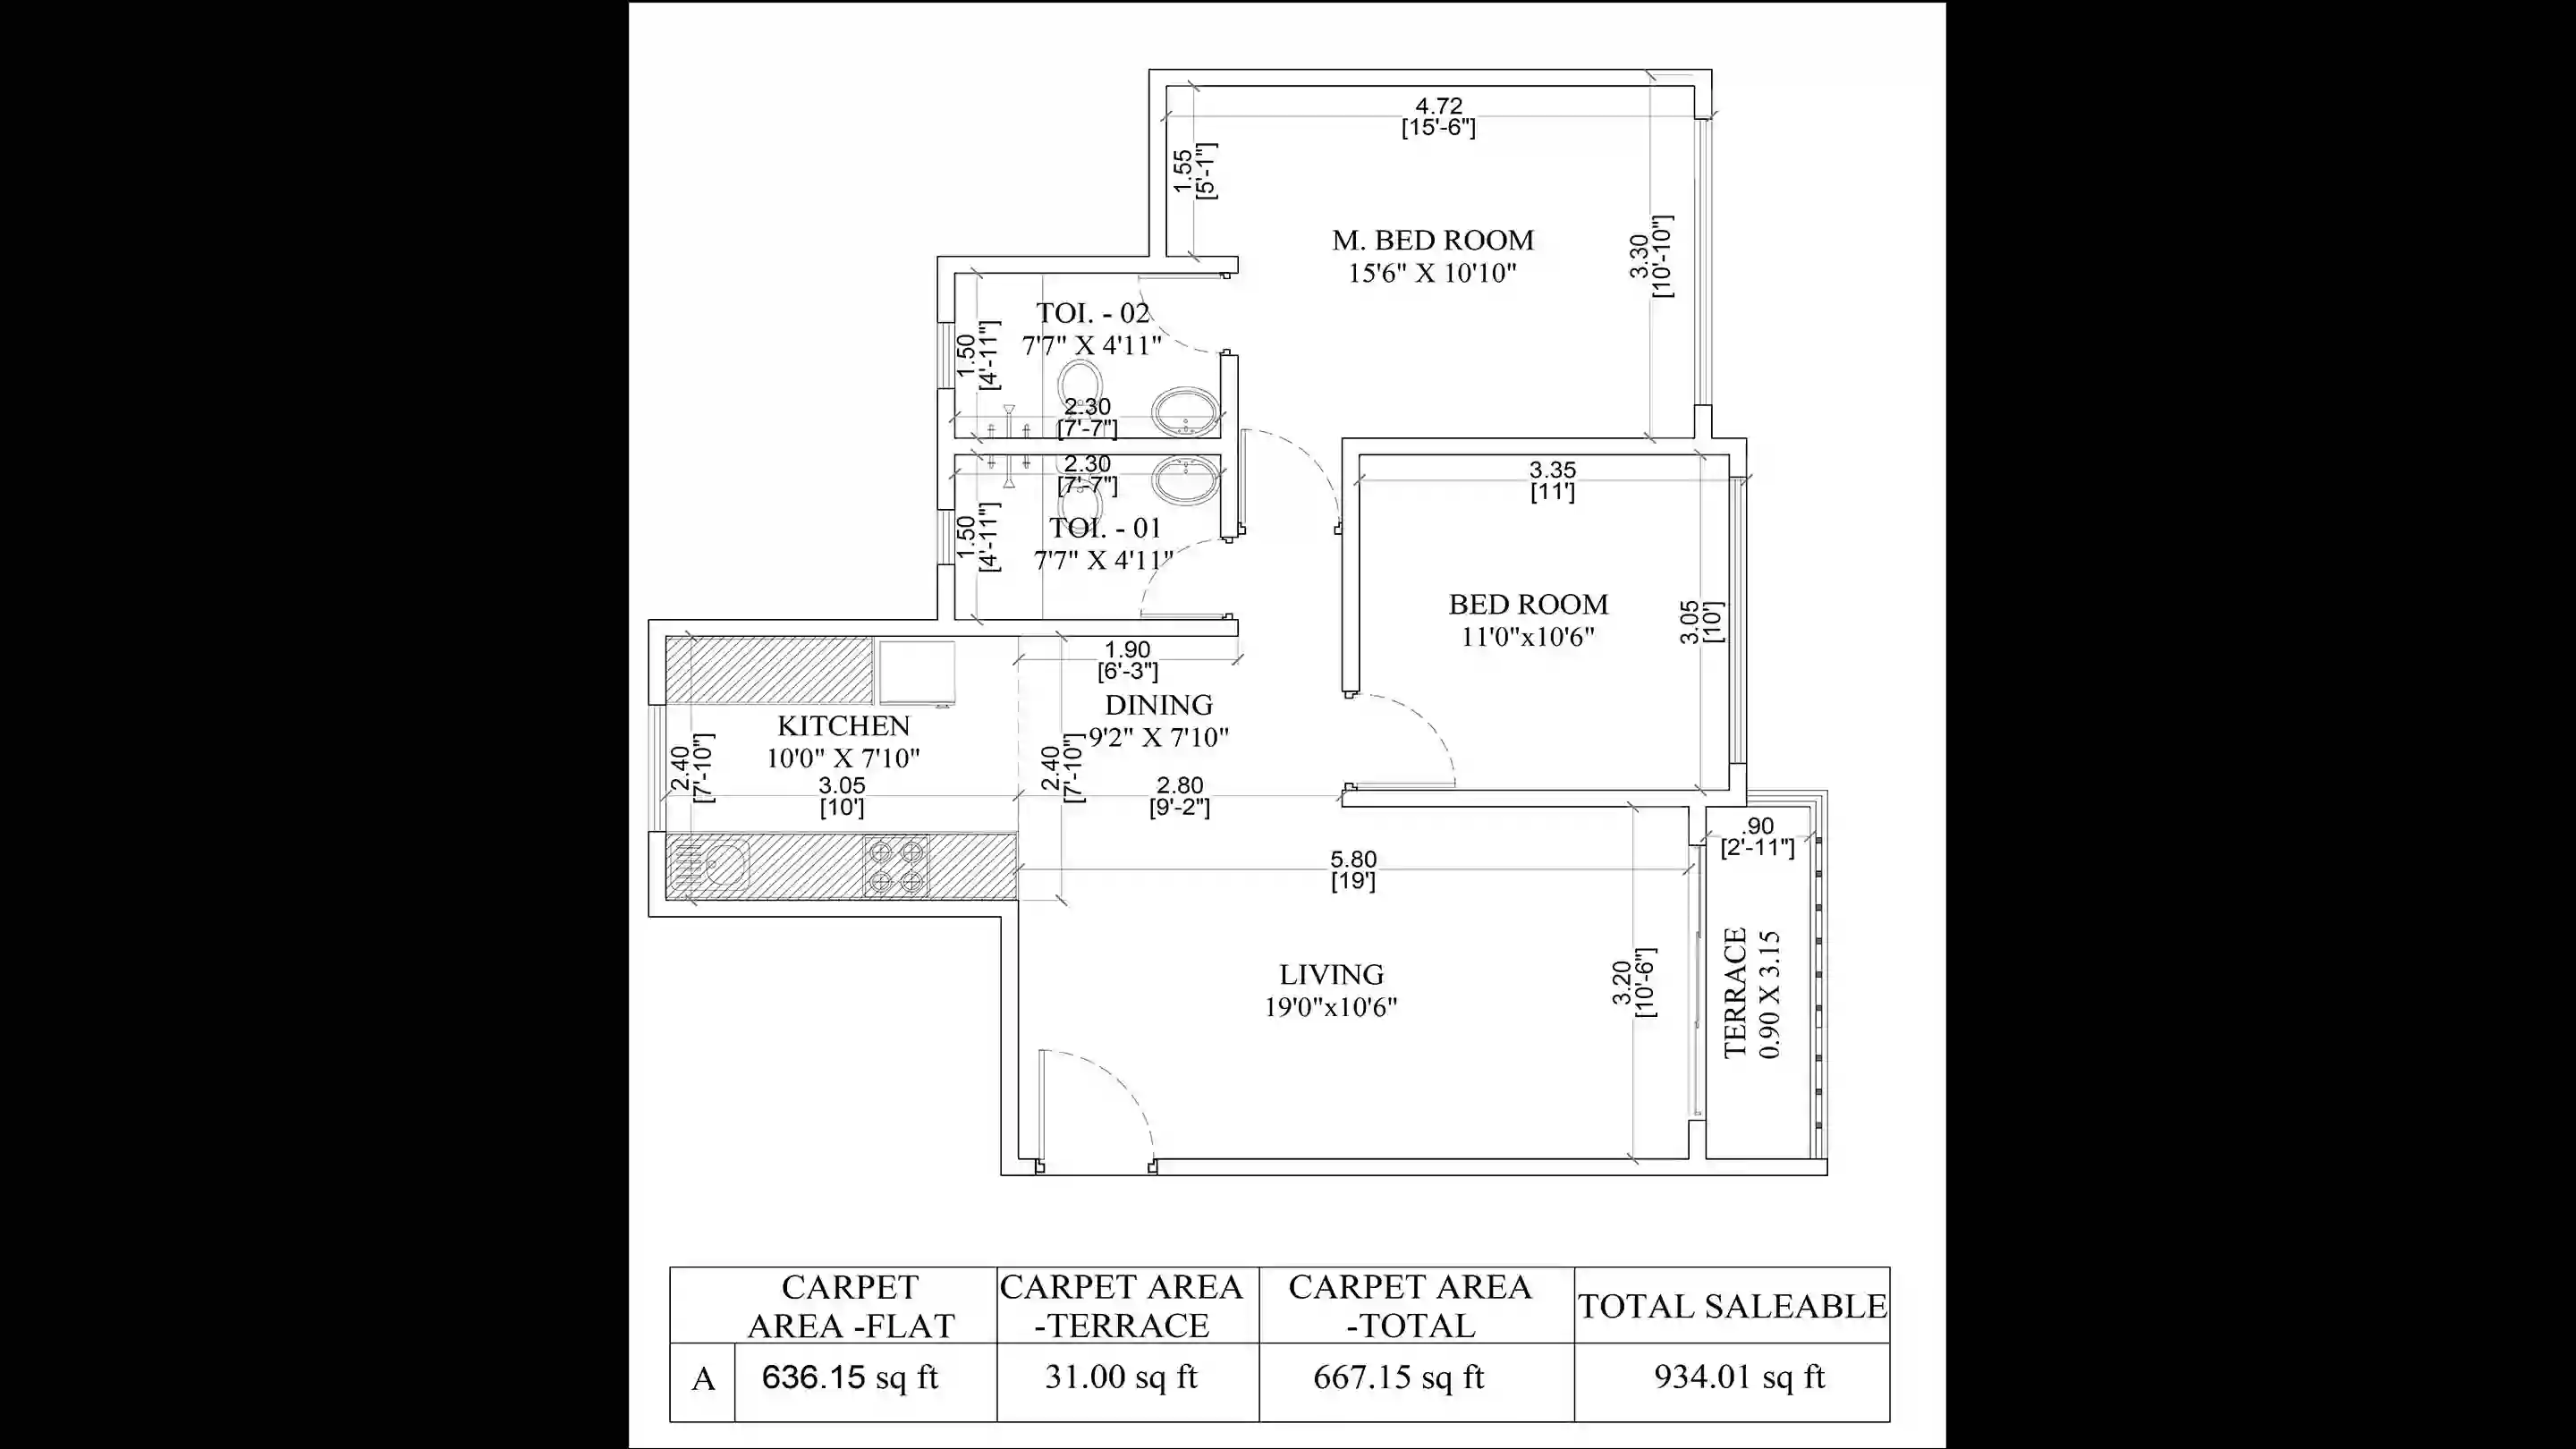 4.72
[15'-6"]
1.55
[5'-1"]
M. BED ROOM
15'6" X 10'10"
3.30
[10'-10"]
TOI. - 02
7'7" X 4'11"
1.50
[4'-11"]
2.30
[7'-7"]
2.30
[7'-7"]
TOI. - 01
7'7" X 4'11"
1.50
[4'-11"]
3.35
[11']
BED ROOM
11'0"x10'6"
3.05
[10']
1.90
[6'-3"]
DINING
9'2" X 7'10"
KITCHEN
10'0" X 7'10"
2.40
[7'-10"]
3.05
[10']
2.40
[7'-10"]
2.80
[9'-2"]
.90
[2'-11"]
5.80
[19']
LIVING
19'0"x10'6"
3.20
[10'-6"]
TERRACE
0.90 X 3.15
CARPET
AREA -FLAT
CARPET AREA
-TERRACE
CARPET AREA
-TOTAL
TOTAL SALEABLE
A 636.15 sq ft 31.00 sq ft 667.15 sq ft 934.01 sq ft